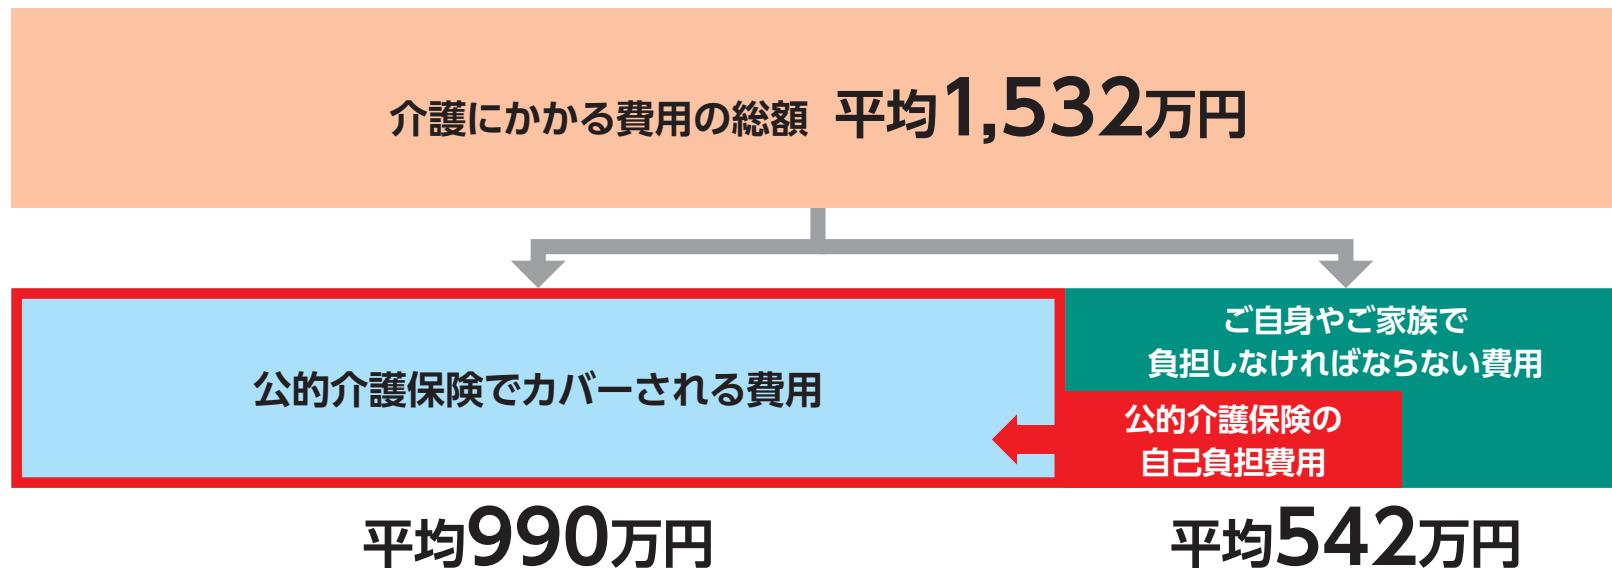 介護にかかる費用の総額 平均1,532万円
公的介護保険でカバーされる費用
ご自身やご家族で
負担しなければならない費用
公的介護保険の
自己負担費用
平均990万円
平均542万円